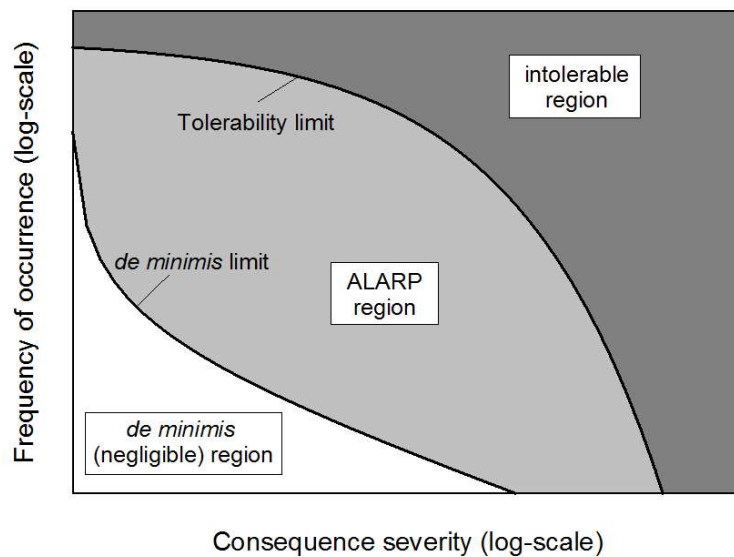 intolerable
region
Tolerability limit
de minimis limit
ALARP
region
de minimis
(negligible) region
Frequency of occurrence (log-scale)
Consequence severity (log-scale)